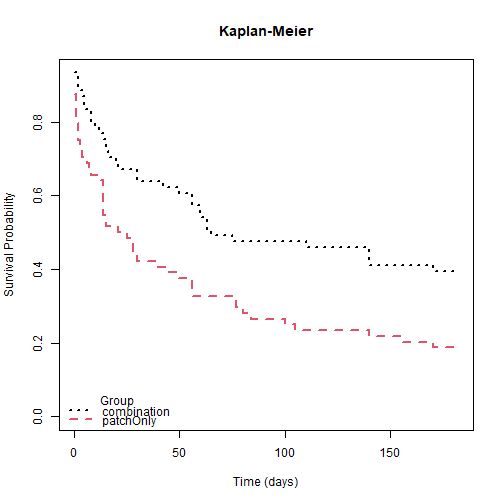 Kaplan-Meier
Survival Probability
0.8
0.6
0.4
0.2
0.0
Group
combination
patchOnly
0 50 100 150
Time (days)